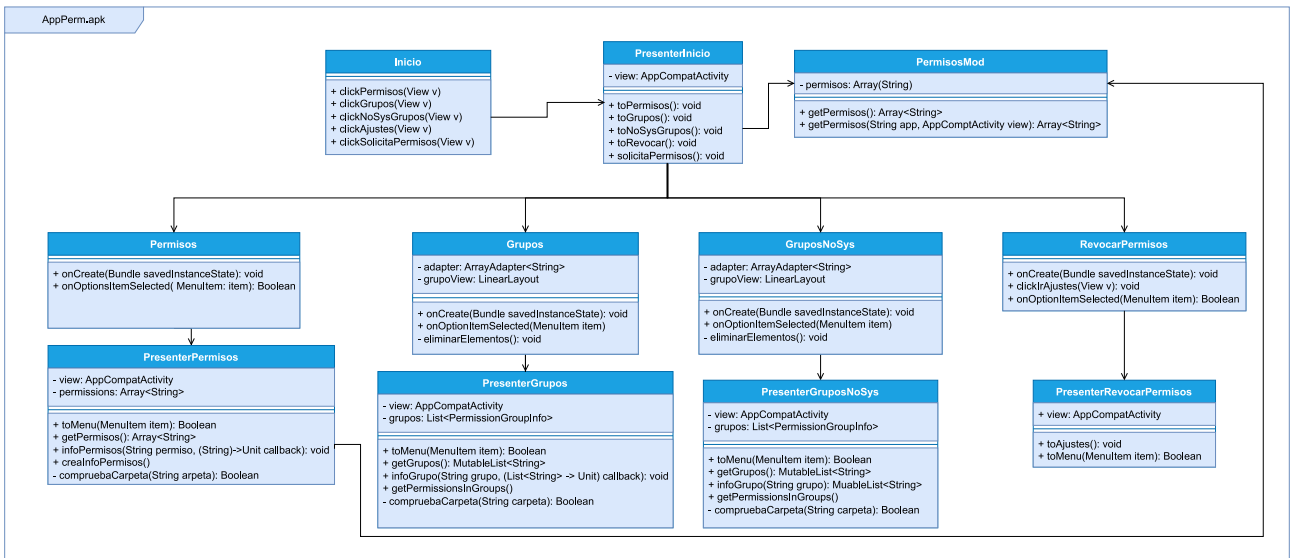 AppPerm.apk
Inicio
+ clickPermisos(View v)
+ clickGrupos(View v)
+ clickNoSysGrupos(View v)
+ clickAjustes(View v)
+ clickSolicitaPermisos(View v)
PresenterInicio
- view: AppCompatActivity
+ toPermisos(): void
+ toGrupos(): void
+ toNoSysGrupos(): void
+ toRevocar(): void
+ solicitaPermisos(): void
PermisosMod
- permisos: Array(String)
+ getPermisos(): Array<String>
+ getPermisos(String app, AppComptActivity view): Array<String>
Permisos
+ onCreate(Bundle savedInstanceState): void
+ onOptionsItemSelected( MenuItem: item): Boolean
Grupos
- adapter: ArrayAdapter<String>
- grupoView: LinearLayout
+ onCreate(Bundle savedInstanceState): void
+ onOptionItemSelected(MenuItem item)
- eliminarElementos(): void
GruposNoSys
- adapter: ArrayAdapter<String>
- grupoView: LinearLayout
+ onCreate(Bundle savedInstanceState): void
+ onOptionItemSelected(MenuItem item)
- eliminarElementos(): void
RevocarPermisos
+ onCreate(Bundle savedInstanceState): void
+ clickIrAjustes(View v): void
+ onOptionItemSelected(MenuItem item): Boolean
PresenterPermisos
- view: AppCompatActivity
- permissions: Array<String>
+ toMenu(MenuItem item): Boolean
+ getPermisos(): Array<String>
+ infoPermisos(String permiso, (String)->Unit callback): void
+ creaInfoPermisos()
- compruebaCarpeta(String arpeta): Boolean
PresenterGrupos
- view: AppCompatActivity
- grupos: List<PermissionGroupInfo>
+ toMenu(MenuItem item): Boolean
+ getGrupos(): MutableList<String>
+ infoGrupo(String grupo, (List<String> -> Unit) callback): void
+ getPermissionsInGroups()
- compruebaCarpeta(String carpeta): Boolean
PresenterGruposNoSys
- view: AppCompatActivity
- grupos: List<PermissionGroupInfo>
+ toMenu(MenuItem item): Boolean
+ getGrupos(): MutableList<String>
+ infoGrupo(String grupo): MuableList<String>
+ getPermissionsInGroups()
- compruebaCarpeta(String carpeta): Boolean
PresenterRevocarPermisos
+ view: AppCompatActivity
+ toAjustes(): void
+ toMenu(MenuItem item): Boolean